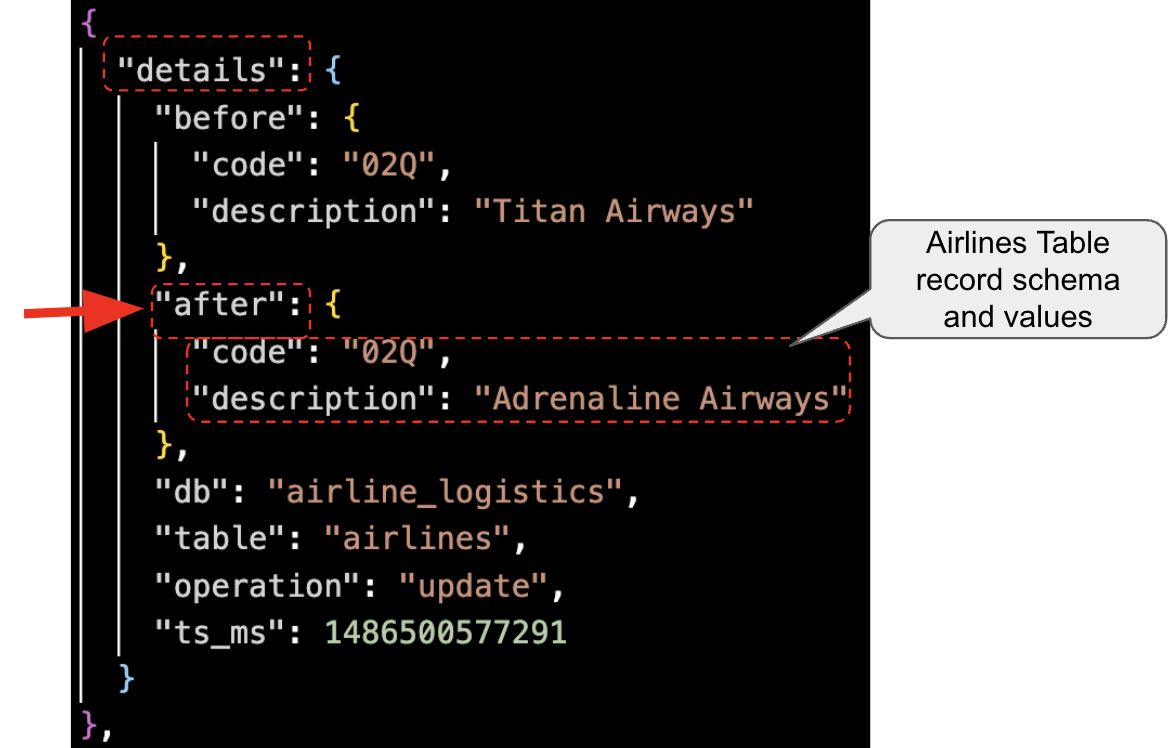 {
"details": {
"before": {
"code": "02Q",
"description": "Titan Airways"
},
"after": {
"code": "02Q",
"description": "Adrenaline Airways"
},
"db": "airline_logistics",
"table": "airlines",
"operation": "update",
"ts_ms": 1486500577291
}
},
Airlines Table
record schema
and values